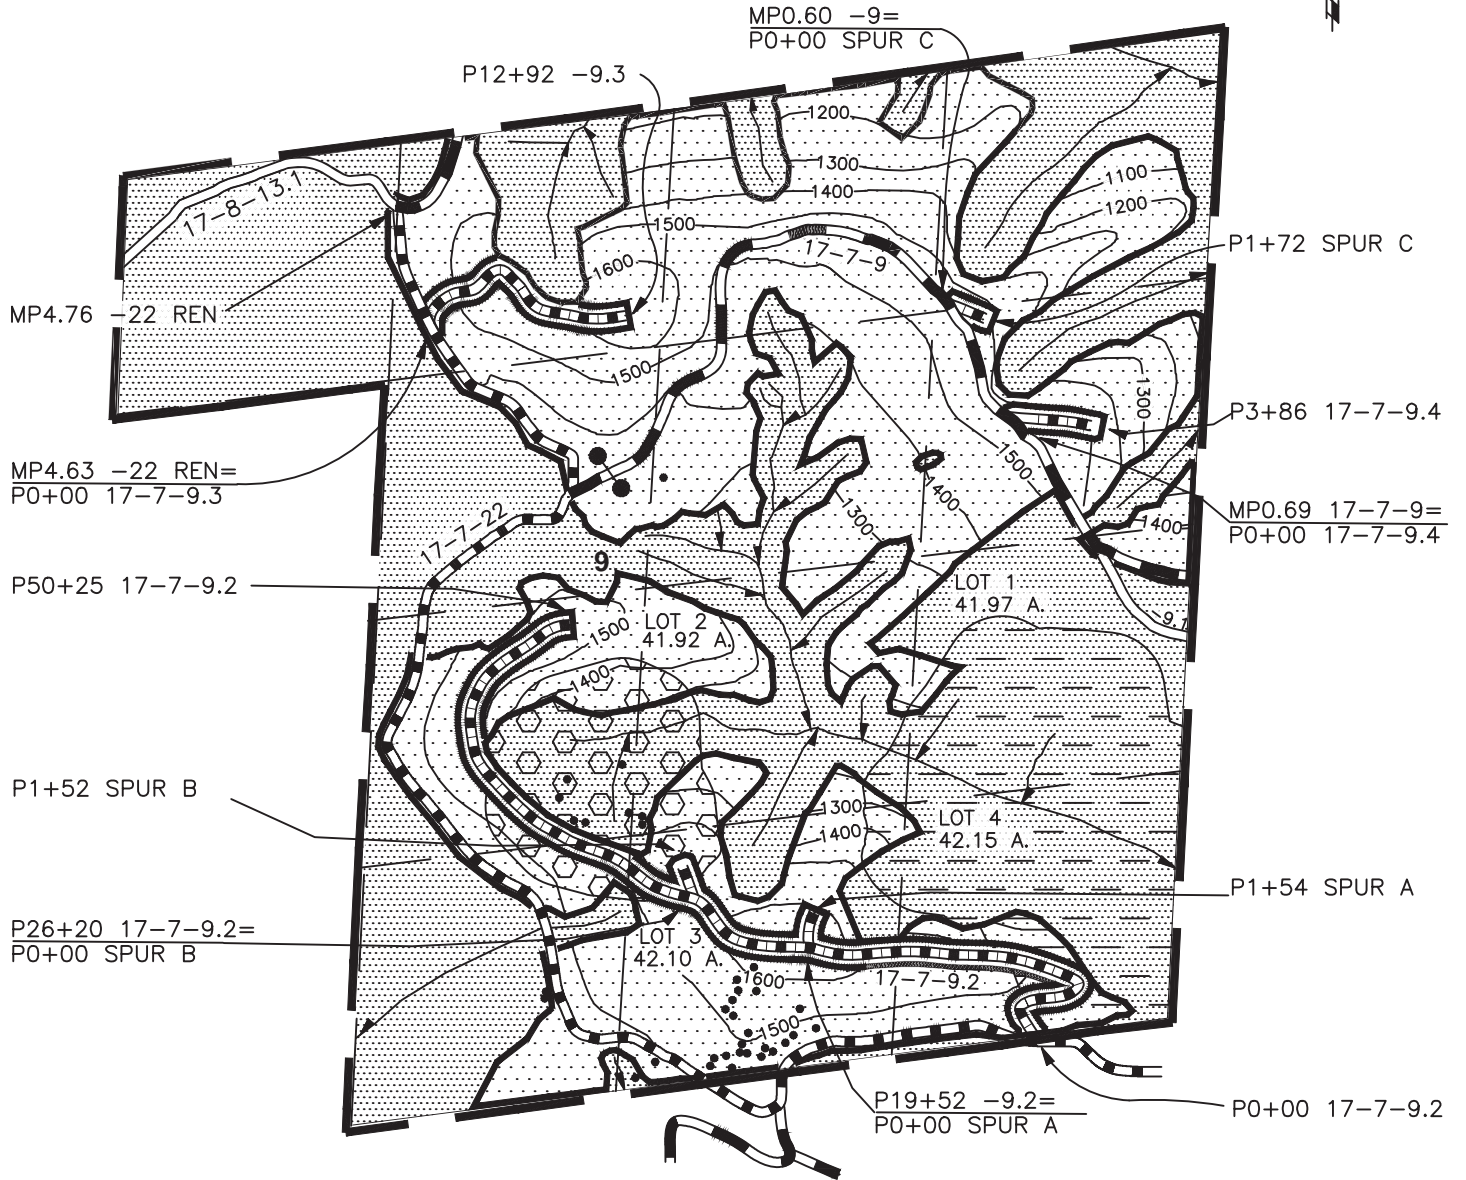 MP0.60 -9=
P0+00 SPUR C
P12+92 -9.3
1200
1300
1400
1500
1600
1100
1200
17-8-13.1
17-7-9
P1+72 SPUR C
MP4.76 -22 REN
1500
1300
P3+86 17-7-9.4
1500
1400
MP4.63 -22 REN=
P0+00 17-7-9.3
1300
1400
MP0.69 17-7-9=
P0+00 17-7-9.4
17-7-22
9
P50+25 17-7-9.2
LOT 1
41.97 A.
-9.1
1500
LOT 2
41.92 A.
1400
P1+52 SPUR B
1300
1400
LOT 4
42.15 A.
P1+54 SPUR A
P26+20 17-7-9.2=
P0+00 SPUR B
LOT 3
42.10 A.
1600
17-7-9.2
1500
P19+52 -9.2=
P0+00 SPUR A
P0+00 17-7-9.2